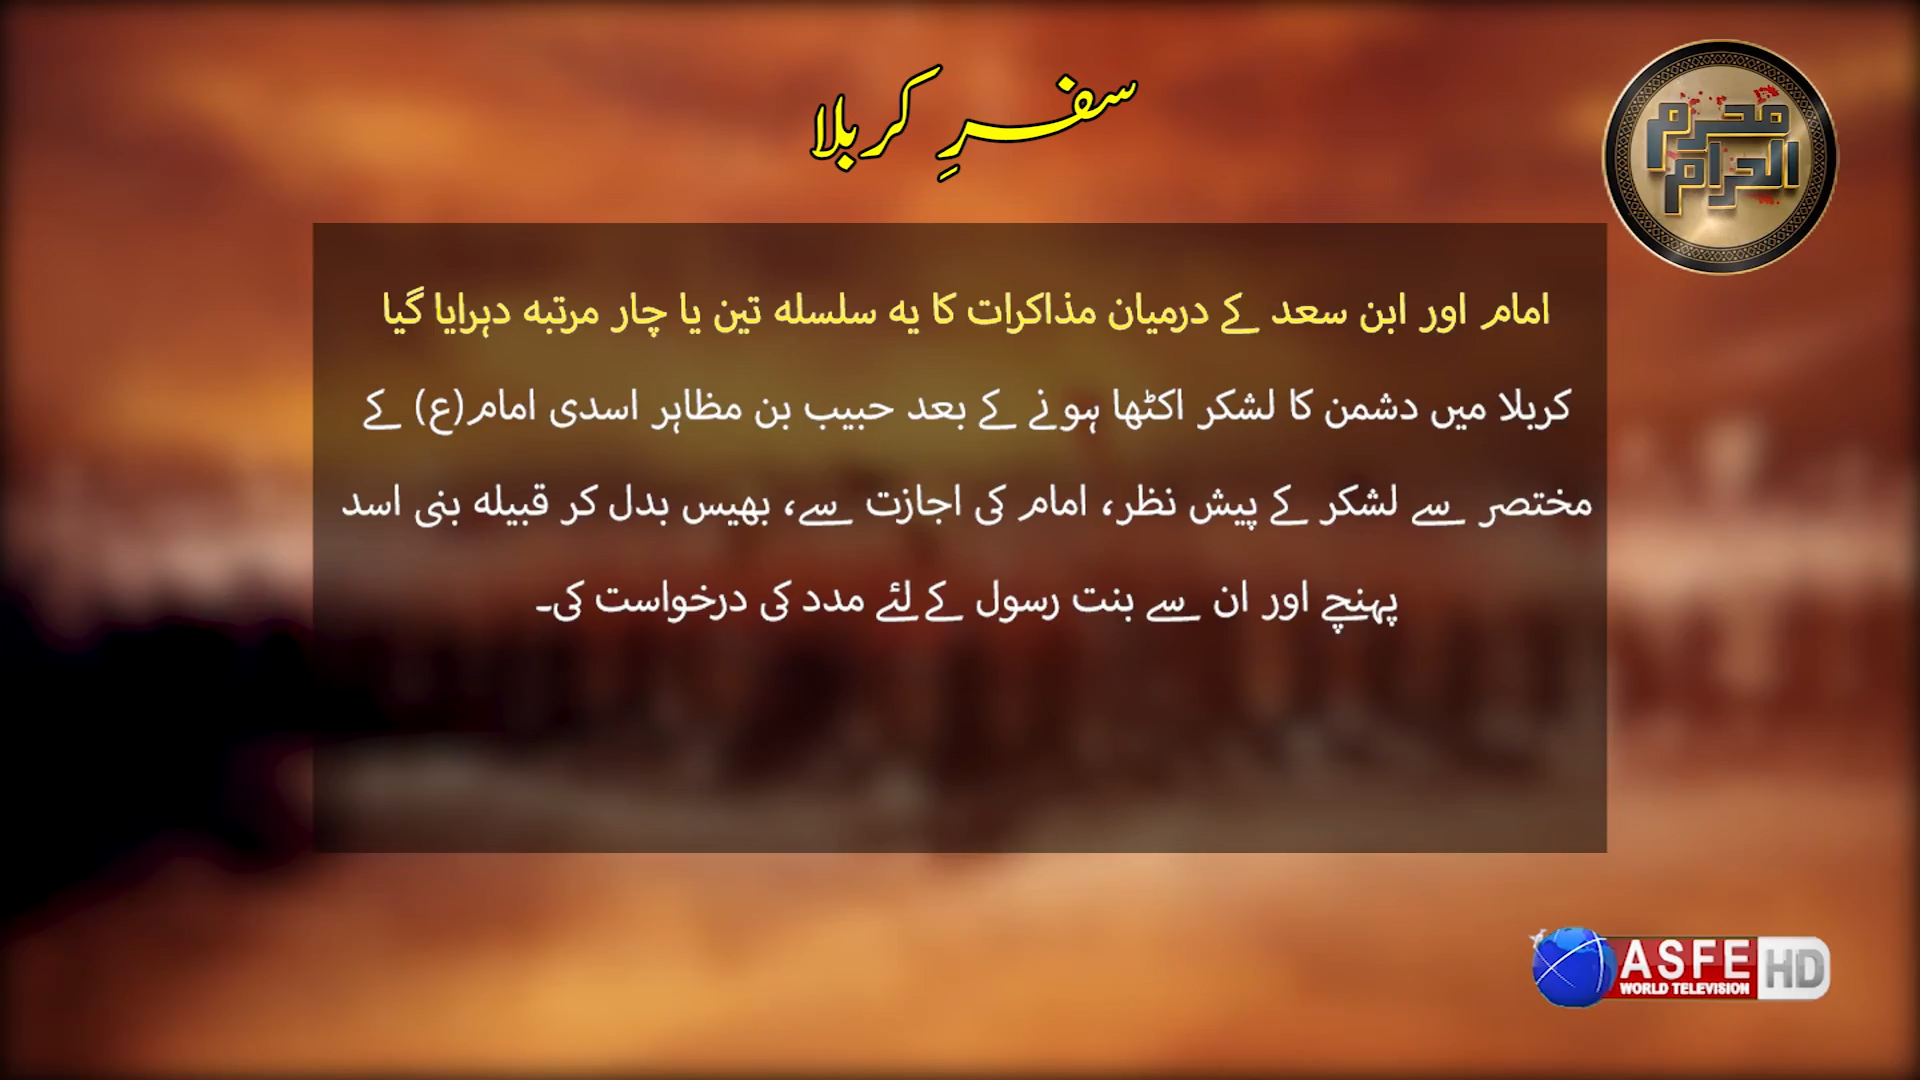 سفرِ کربلا
محرم
الحرام
امام اور ابن سعد کے درمیان مذاکرات کا یہ سلسلہ تین یا چار مرتبہ دہرایا گیا
کربلا میں دشمن کا لشکر اکٹھا ہونے کے بعد حبیب بن مظاہر اسدی امام(ع) کے
مختصر سے لشکر کے پیش نظر، امام کی اجازت سے، بھیس بدل کر قبیلہ بنی اسد
پہنچے اور ان سے بنت رسول کے لئے مدد کی درخواست کی۔
ASFE HD
WORLD TELEVISION